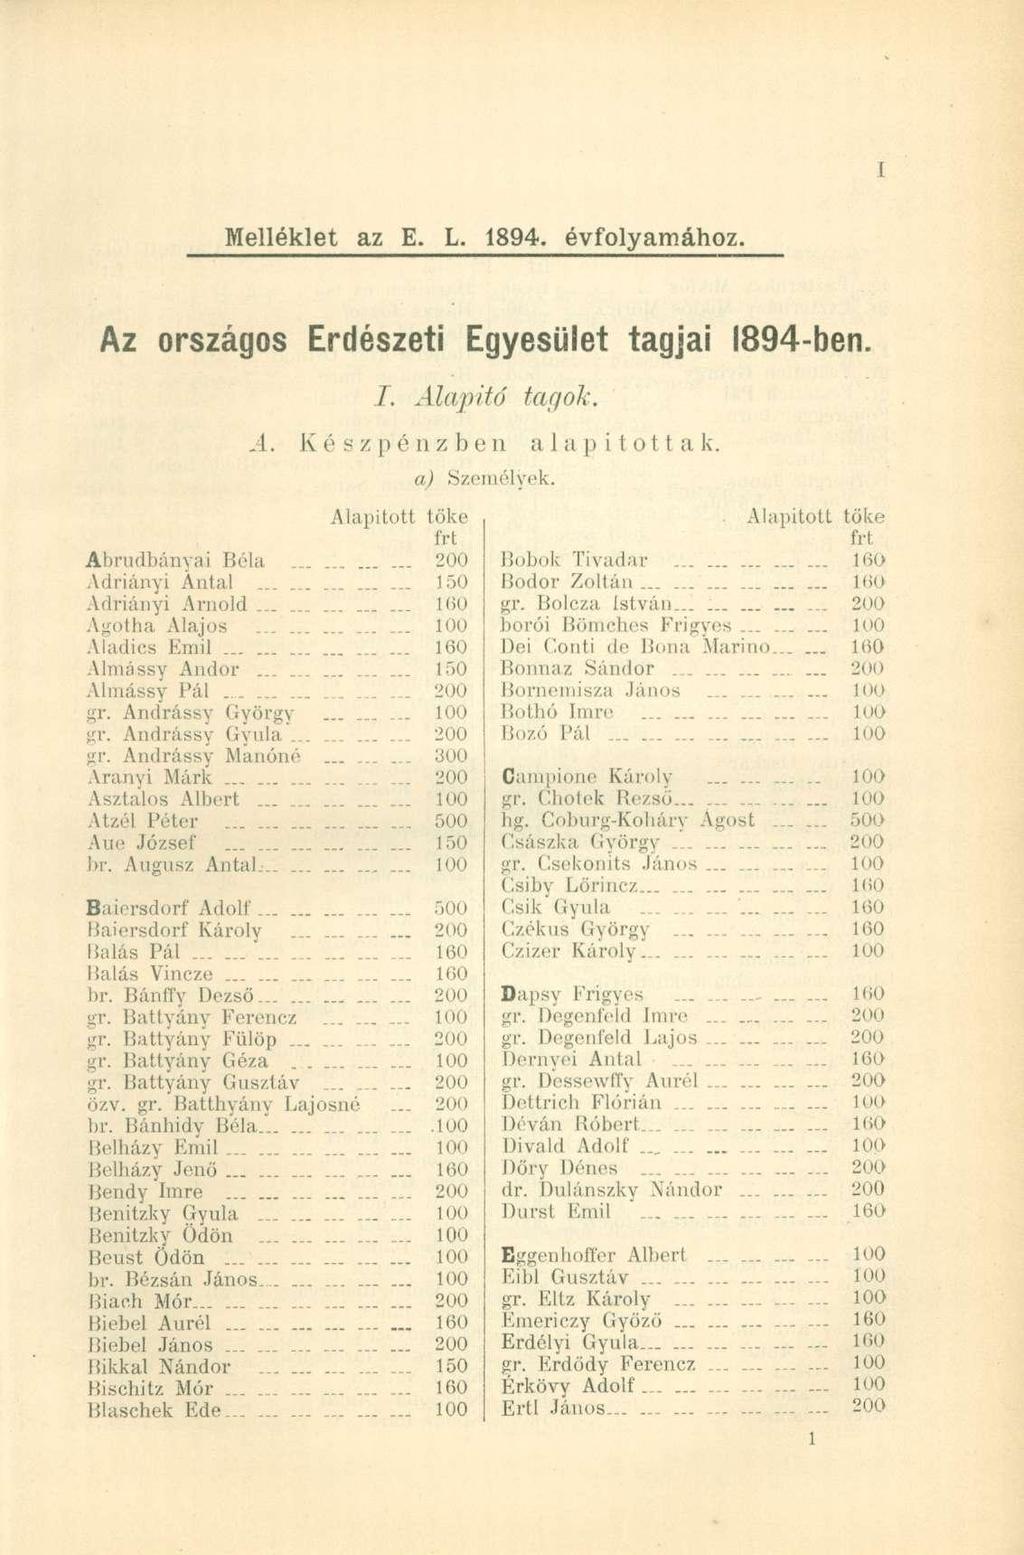 I
Melléklet az E. L. 1894. évfolyamához.
Az országos Erdészeti Egyesület tagjai 1894-ben.
I. Alapitó tagok.
A. Készpénzben alapitottak.
a) Személyek.
Alapitott tőke
frt
Abrudbányai Béla 200
Adriányi Antal 150
Adriányi Arnold 160
Agotha Alajos 100
Aladics Emil 160
Almássy Andor 150
Almássy Pál 200
gr. Andrássy György 100
gr. Andrássy Gyula 200
gr. Andrássy Manóné 300
Aranyi Márk 200
Asztalos Albert 100
Atzél Péter 500
Aue József 150
br. Augusz Antal 100
Baiersdorf Adolf 500
Baiersdorf Károly 200
Balás Pál 160
Balás Vincze 160
br. Bánffy Dezső 200
gr. Battyány Ferencz 100
gr. Battyány Fülöp 200
gr. Battyány Géza 100
gr. Battyány Gusztáv 200
özv. gr. Batthyány Lajosné 200
br. Bánhidy Béla 100
Belházy Emil 100
Belházy Jenő 160
Bendy Imre 200
Benitzky Gyula 100
Benitzky Ödön 100
Beust Ödön 100
br. Bézsán János 100
Biach Mór 200
Biebel Aurél 160
Biebel János 200
Bikkal Nándor 150
Bischitz Mór 160
Blaschek Ede 100
Alapitott tőke
frt
Bobok Tivadar 160
Bodor Zoltán 160
gr. Bolcza István 200
borói Bömches Frigyes 100
Dei Conti de Bona Marino 160
Bonnaz Sándor 200
Bornemisza János 100
Bothó Imre 100
Bozó Pál 100
Campione Károly 100
gr. Chotek Rezső 100
hg. Coburg-Koháry Ágost 500
Császka György 200
gr. Csekonits János 100
Csiby Lőrincz 160
Csik Gyula 160
Czékus György 160
Czizer Károly 100
Dapsy Frigyes 160
gr. Degenfeld Imre 200
gr. Degenfeld Lajos 200
Dernyei Antal 160
gr. Dessewffy Aurél 200
Dettrich Flórián 100
Déván Róbert 160
Divald Adolf 100
Dőry Dénes 200
dr. Dulánszky Nándor 200
Durst Emil 160
Eggenhoffer Albert 100
Eibl Gusztáv 100
gr. Eltz Károly 100
Emericzy Győző 160
Erdélyi Gyula 160
gr. Erdődy Ferencz 100
Érkövy Adolf 100
Ertl János 200
1